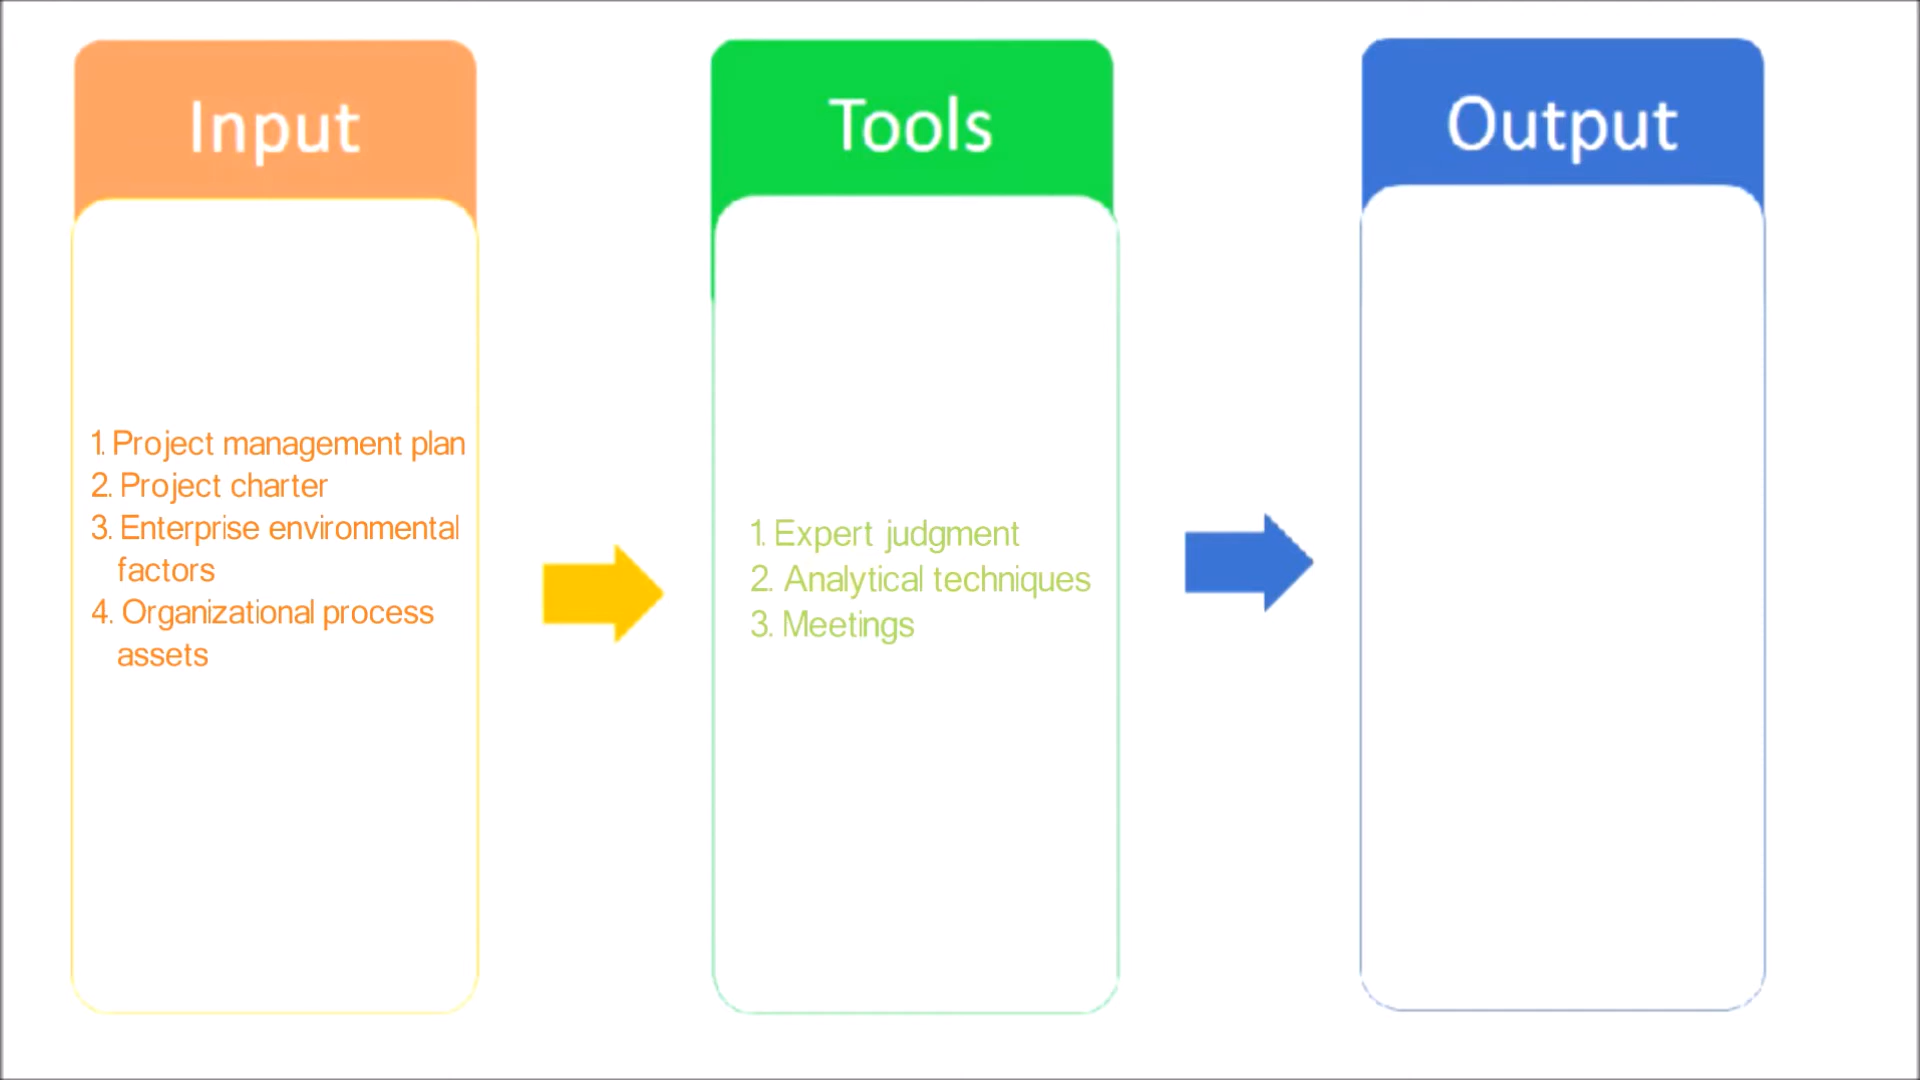 Input
1. Project management plan
2. Project charter
3. Enterprise environmental
factors
4. Organizational process
assets
Tools
1. Expert judgment
2. Analytical techniques
3. Meetings
Output